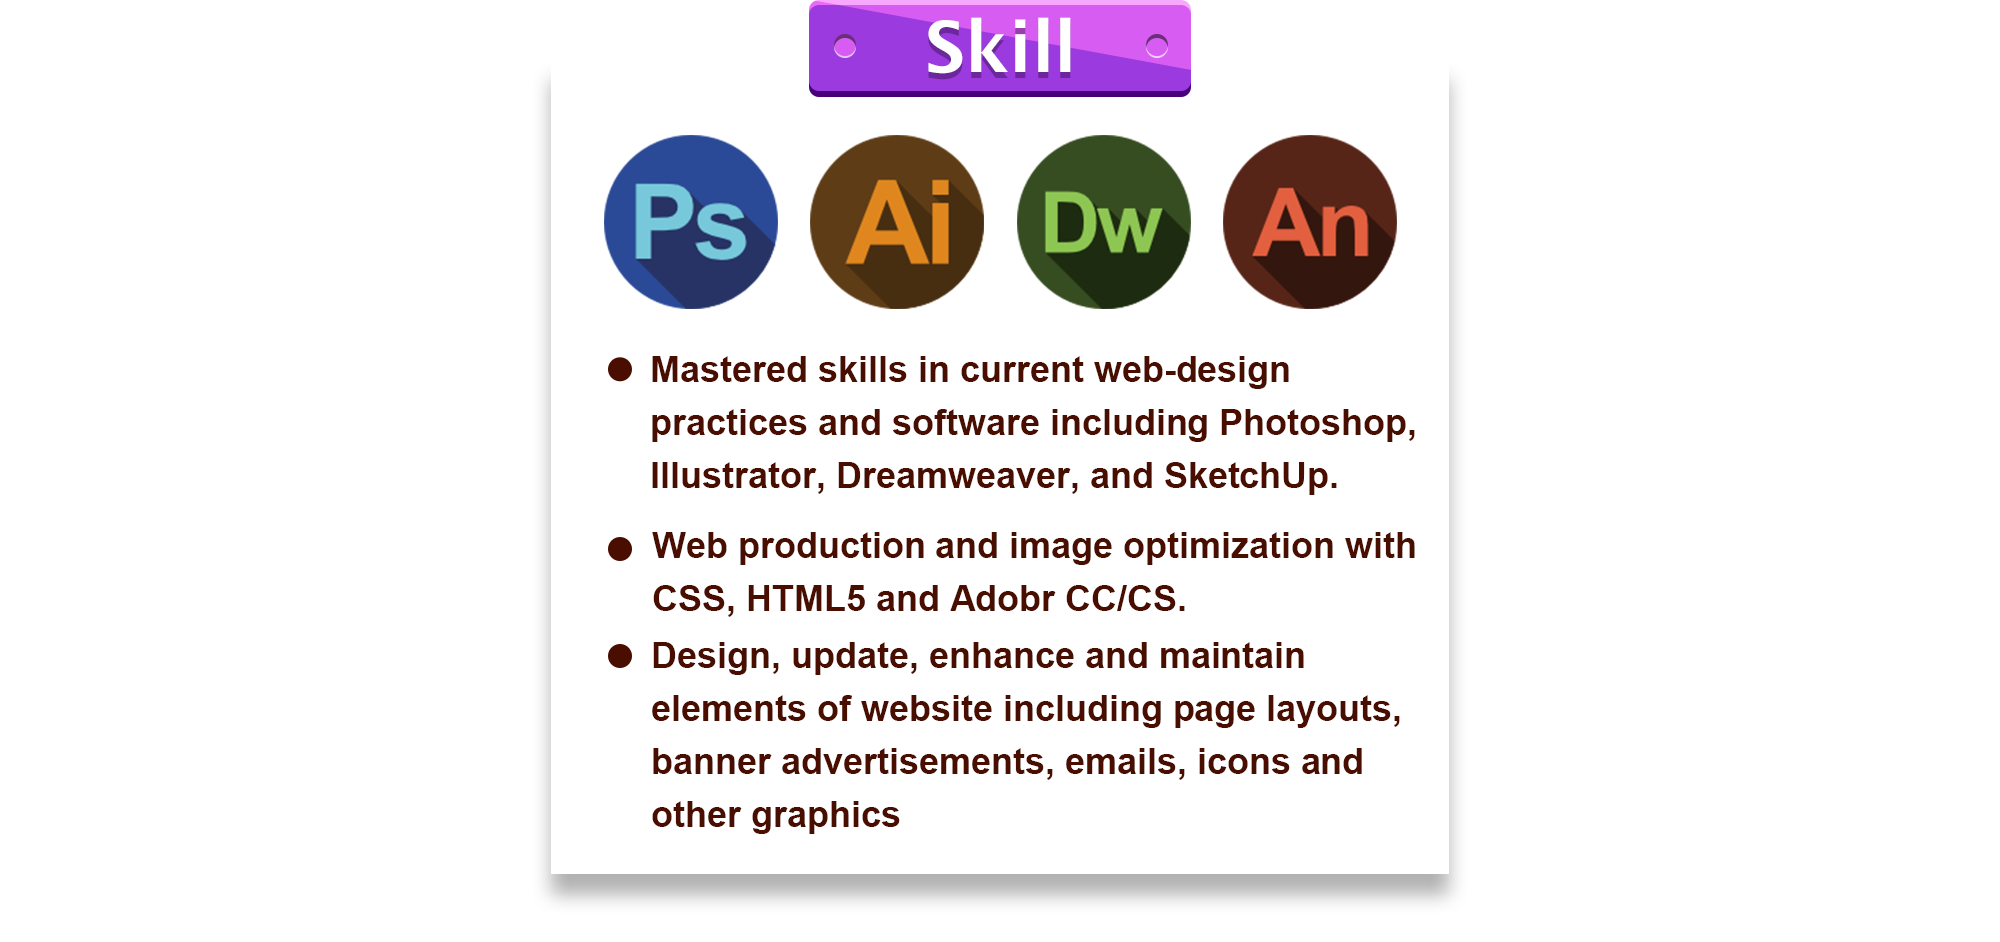 Skill
Ps Ai Dw An
Mastered skills in current web-design
practices and software including Photoshop,
Illustrator, Dreamweaver, and SketchUp.
Web production and image optimization with
CSS, HTML5 and Adobr CC/CS.
Design, update, enhance and maintain
elements of website including page layouts,
banner advertisements, emails, icons and
other graphics